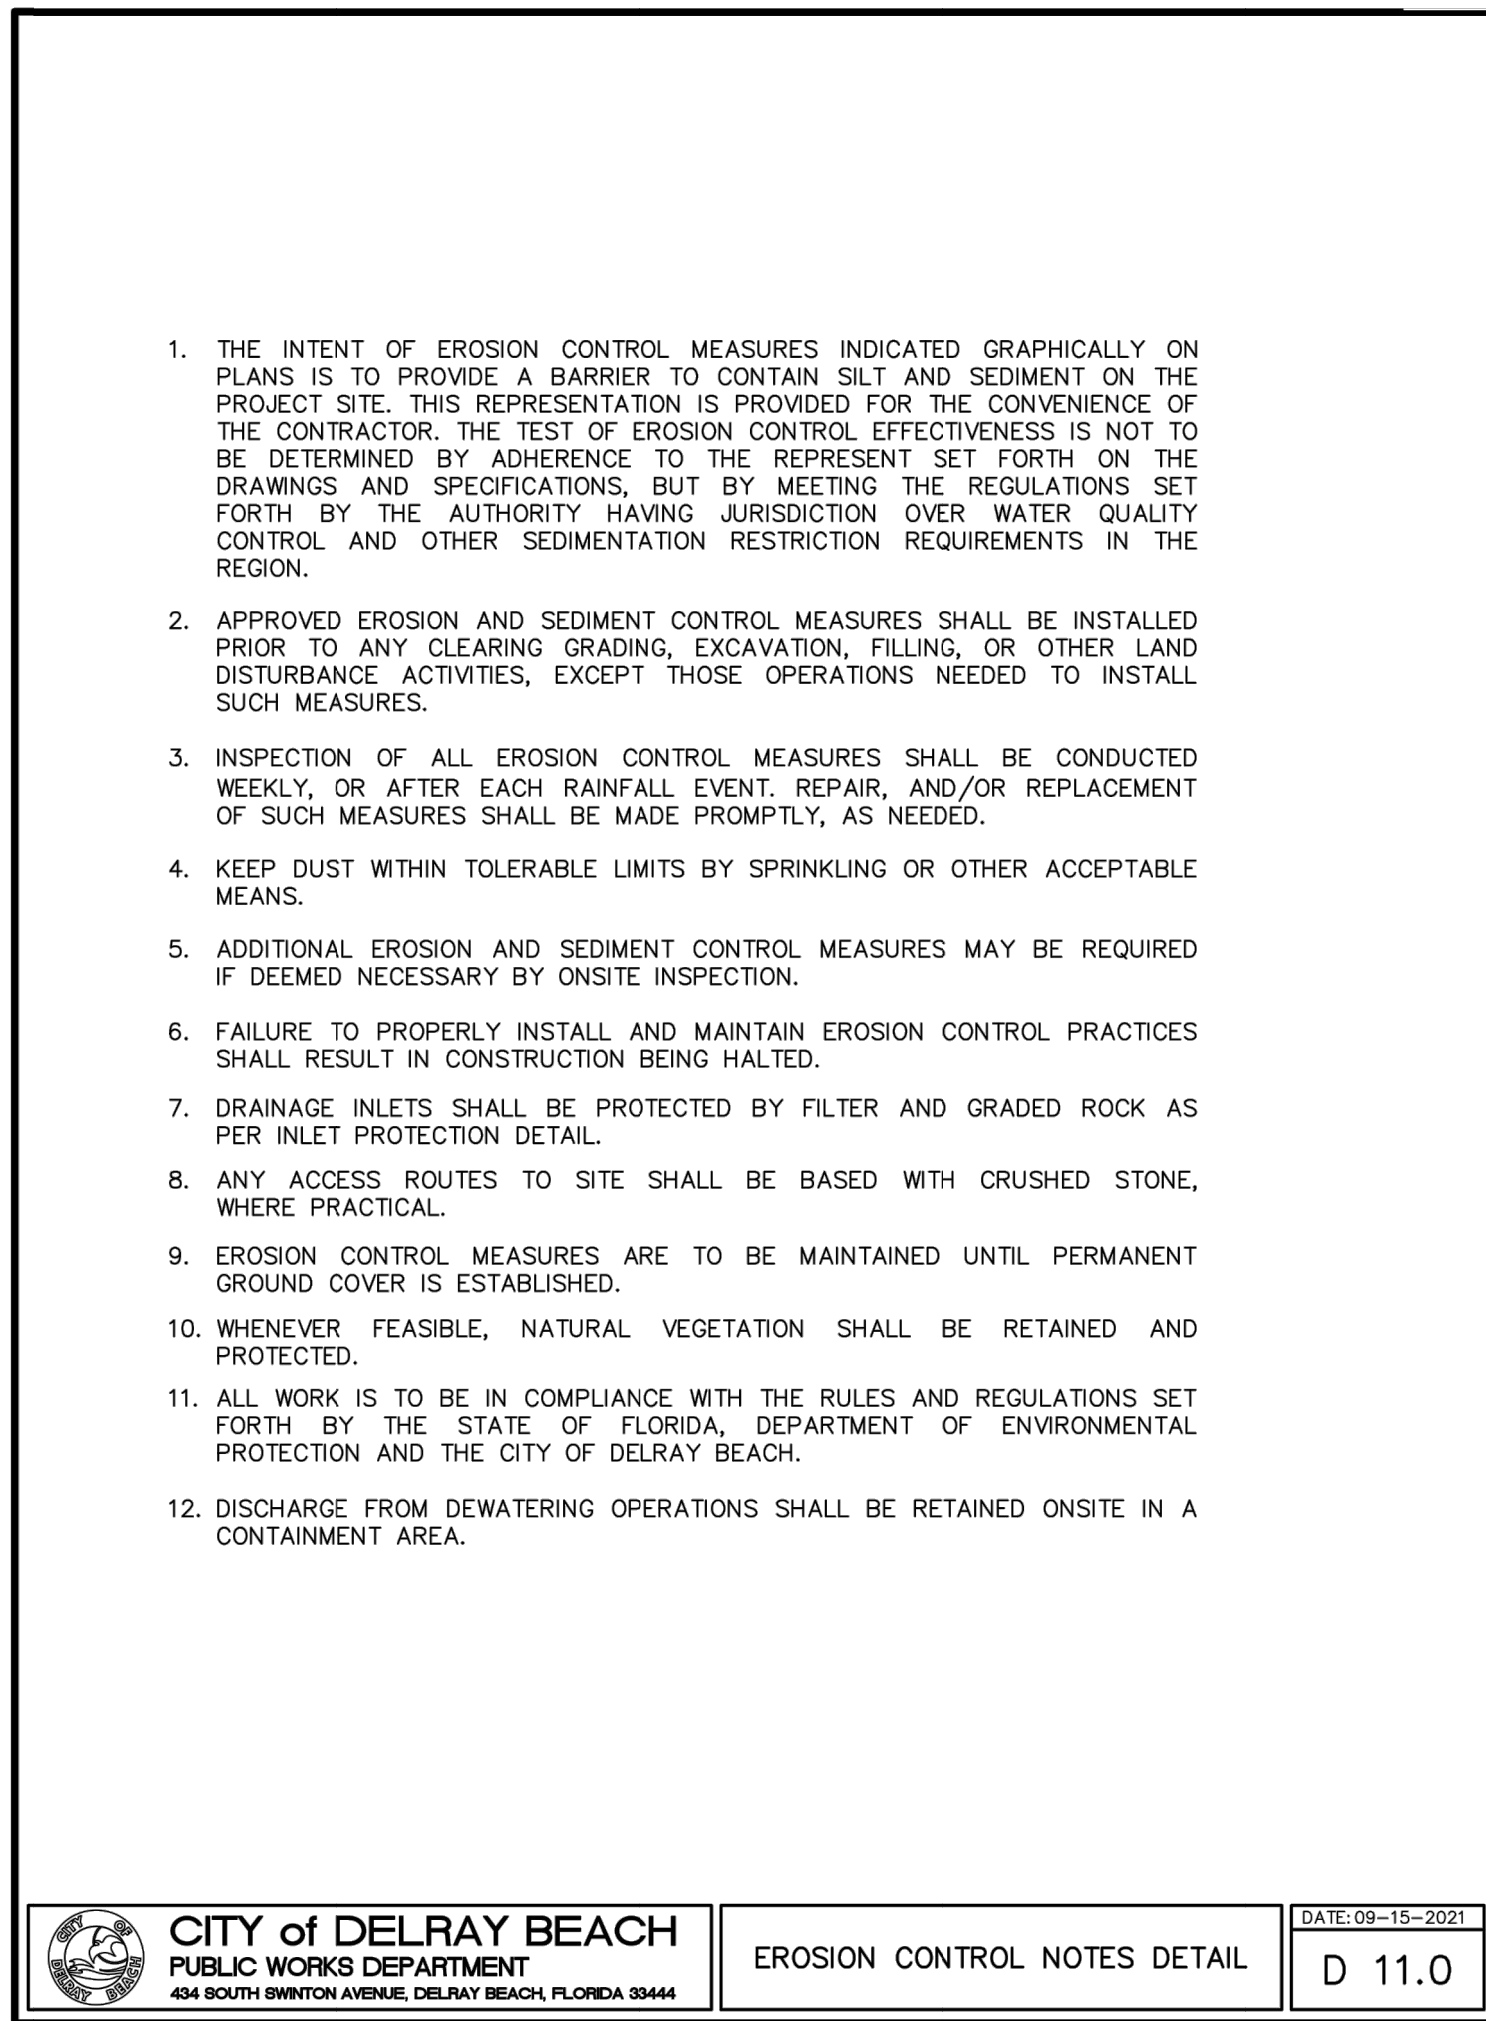 1. THE INTENT OF EROSION CONTROL MEASURES INDICATED GRAPHICALLY ON
PLANS IS TO PROVIDE A BARRIER TO CONTAIN SILT AND SEDIMENT ON THE
PROJECT SITE. THIS REPRESENTATION IS PROVIDED FOR THE CONVENIENCE OF
THE CONTRACTOR. THE TEST OF EROSION CONTROL EFFECTIVENESS IS NOT TO
BE DETERMINED BY ADHERENCE TO THE REPRESENT SET FORTH ON THE
DRAWINGS AND SPECIFICATIONS, BUT BY MEETING THE REGULATIONS SET
FORTH BY THE AUTHORITY HAVING JURISDICTION OVER WATER QUALITY
CONTROL AND OTHER SEDIMENTATION RESTRICTION REQUIREMENTS IN THE
REGION.
2. APPROVED EROSION AND SEDIMENT CONTROL MEASURES SHALL BE INSTALLED
PRIOR TO ANY CLEARING GRADING, EXCAVATION, FILLING, OR OTHER LAND
DISTURBANCE ACTIVITIES, EXCEPT THOSE OPERATIONS NEEDED TO INSTALL
SUCH MEASURES.
3. INSPECTION OF ALL EROSION CONTROL MEASURES SHALL BE CONDUCTED
WEEKLY, OR AFTER EACH RAINFALL EVENT. REPAIR, AND/OR REPLACEMENT
OF SUCH MEASURES SHALL BE MADE PROMPTLY, AS NEEDED.
4. KEEP DUST WITHIN TOLERABLE LIMITS BY SPRINKLING OR OTHER ACCEPTABLE
MEANS.
5. ADDITIONAL EROSION AND SEDIMENT CONTROL MEASURES MAY BE REQUIRED
IF DEEMED NECESSARY BY ONSITE INSPECTION.
6. FAILURE TO PROPERLY INSTALL AND MAINTAIN EROSION CONTROL PRACTICES
SHALL RESULT IN CONSTRUCTION BEING HALTED.
7. DRAINAGE INLETS SHALL BE PROTECTED BY FILTER AND GRADED ROCK AS
PER INLET PROTECTION DETAIL.
8. ANY ACCESS ROUTES TO SITE SHALL BE BASED WITH CRUSHED STONE,
WHERE PRACTICAL.
9. EROSION CONTROL MEASURES ARE TO BE MAINTAINED UNTIL PERMANENT
GROUND COVER IS ESTABLISHED.
10. WHENEVER FEASIBLE, NATURAL VEGETATION SHALL BE RETAINED AND
PROTECTED.
11. ALL WORK IS TO BE IN COMPLIANCE WITH THE RULES AND REGULATIONS SET
FORTH BY THE STATE OF FLORIDA, DEPARTMENT OF ENVIRONMENTAL
PROTECTION AND THE CITY OF DELRAY BEACH.
12. DISCHARGE FROM DEWATERING OPERATIONS SHALL BE RETAINED ONSITE IN A
CONTAINMENT AREA.
CITY OF
DELRAY BEACH
CITY of DELRAY BEACH
PUBLIC WORKS DEPARTMENT
434 SOUTH SWINTON AVENUE, DELRAY BEACH, FLORIDA 33444
EROSION CONTROL NOTES DETAIL
DATE: 09-15-2021
D 11.0